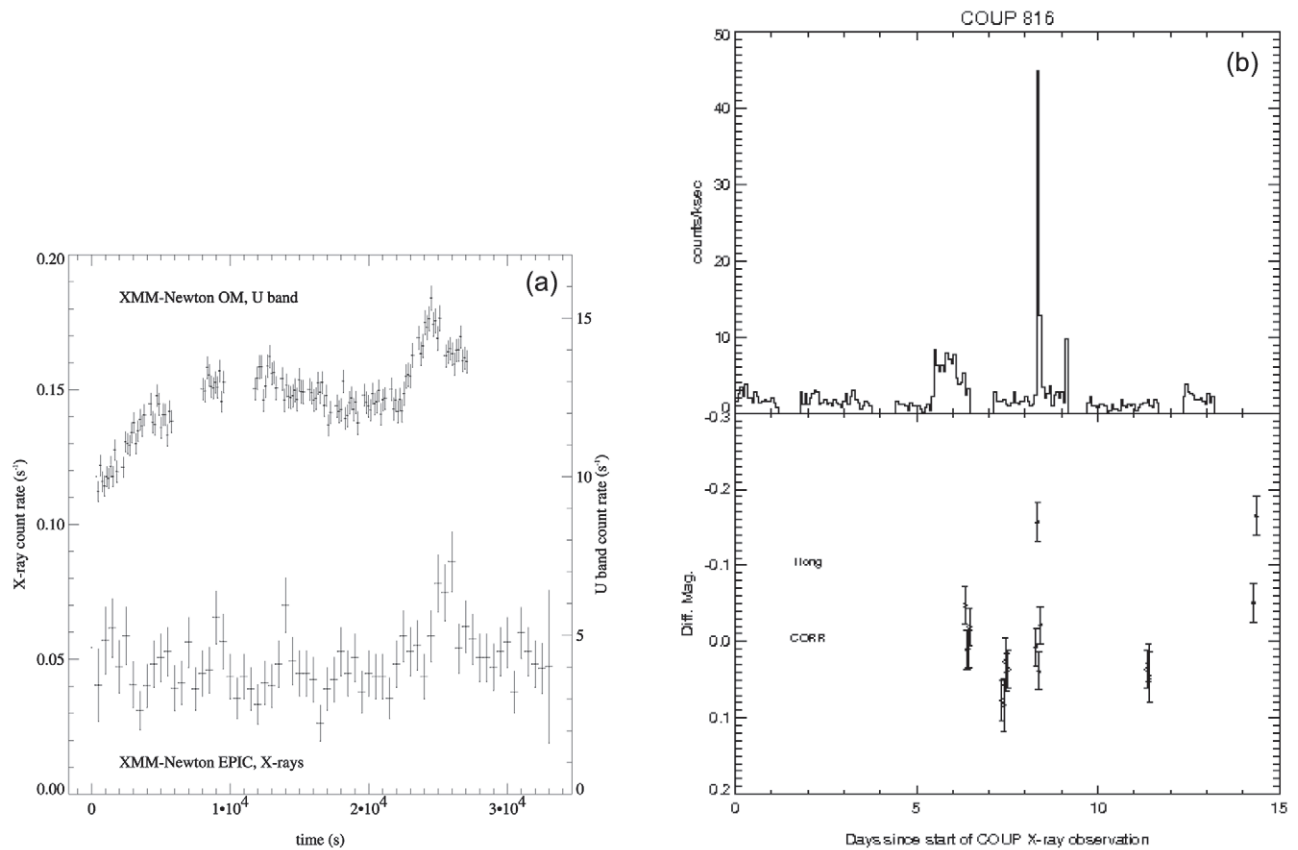 COUP 816
(a)
XMM-Newton OM, U band
0.20
0.15
0.10
0.05
0.00
X-ray count rate (s⁻¹)
15
10
5
0
U band count rate (s⁻¹)
XMM-Newton EPIC, X-rays
0
1•10⁴
2•10⁴
3•10⁴
time (s)
(b)
50
40
30
20
10
0
counts/ksec
-0.3
-0.2
-0.1
0.0
0.1
0.2
Diff. Mag.
CORR
0
5
10
15
Days since start of COUP X-ray observation